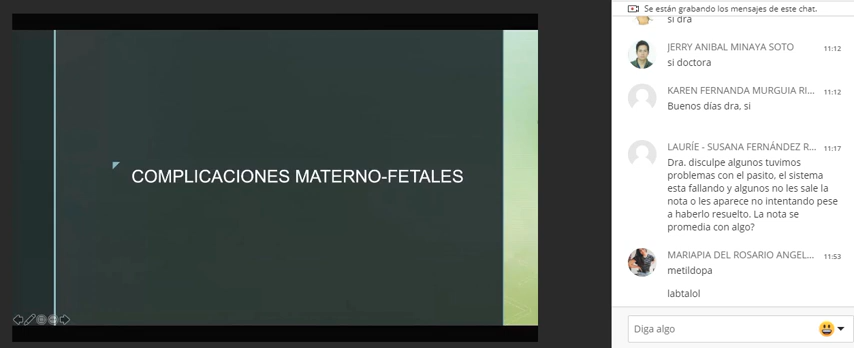 COMPLICACIONES MATERNO-FETALES
Se están grabando los mensajes de este chat.
si dra
JERRY ANIBAL MINAYA SOTO 11:12
si doctora
KAREN FERNANDA MURGUIA RI... 11:12
Buenos días dra, si
LAURÍE - SUSANA FERNÁNDEZ R... 11:17
Dra. disculpe algunos tuvimos
problemas con el pasito, el sistema
esta fallando y algunos no les sale la
nota o les aparece no intentando pese
a haberlo resuelto. La nota se
promedia con algo?
MARIAPIA DEL ROSARIO ANGEL... 11:53
metildopa
labtalol
Diga algo